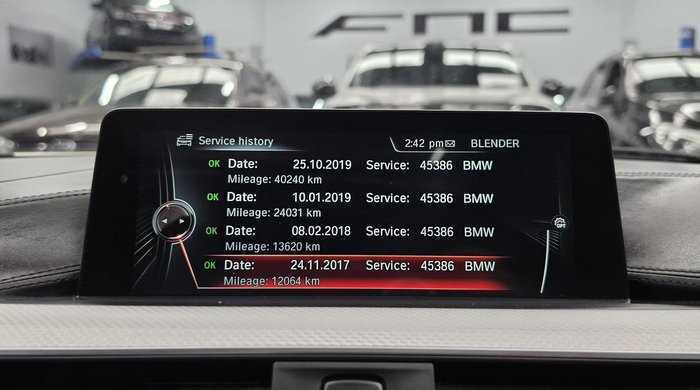 FNC
Service history 2:42 pm BLENDER
OK Date: 25.10.2019 Service: 45386 BMW
Mileage: 40240 km
OK Date: 10.01.2019 Service: 45386 BMW
Mileage: 24031 km
OK Date: 08.02.2018 Service: 45386 BMW
Mileage: 13620 km
OK Date: 24.11.2017 Service: 45386 BMW
Mileage: 12064 km